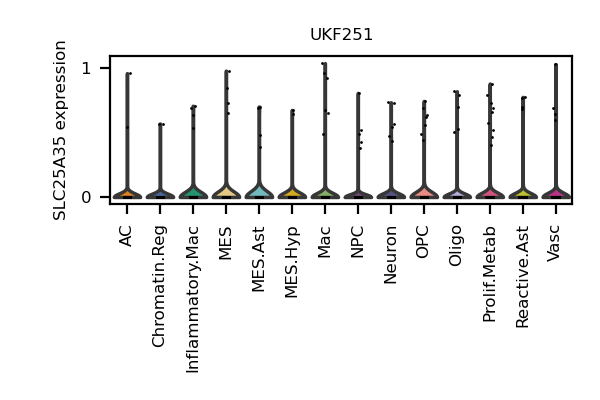 UKF251
SLC25A35 expression
1
0
AC
Chromatin.Reg
Inflammatory.Mac
MES
MES.Ast
MES.Hyp
Mac
NPC
Neuron
OPC
Oligo
Prolif.Metab
Reactive.Ast
Vasc